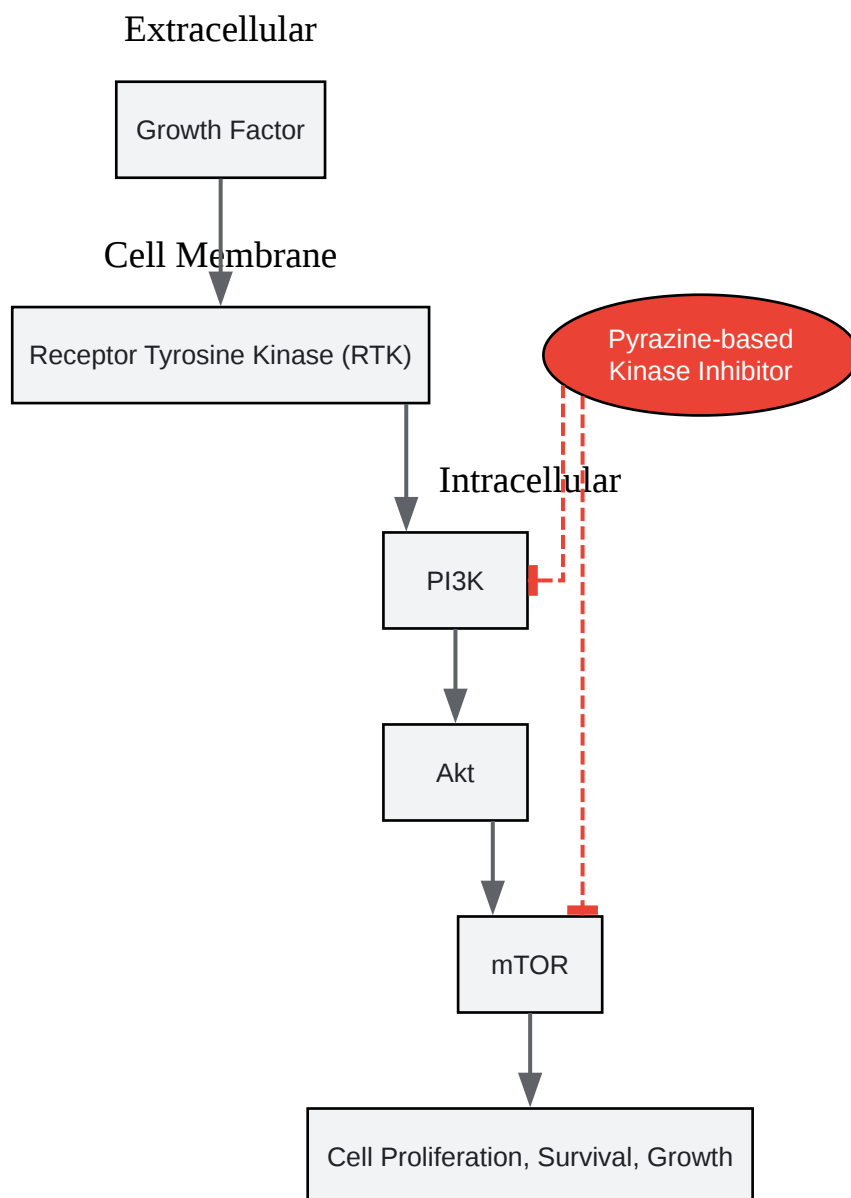 Extracellular
Growth Factor
Cell Membrane
Receptor Tyrosine Kinase (RTK)
Pyrazine-based
Kinase Inhibitor
Intracellular
PI3K
Akt
mTOR
Cell Proliferation, Survival, Growth